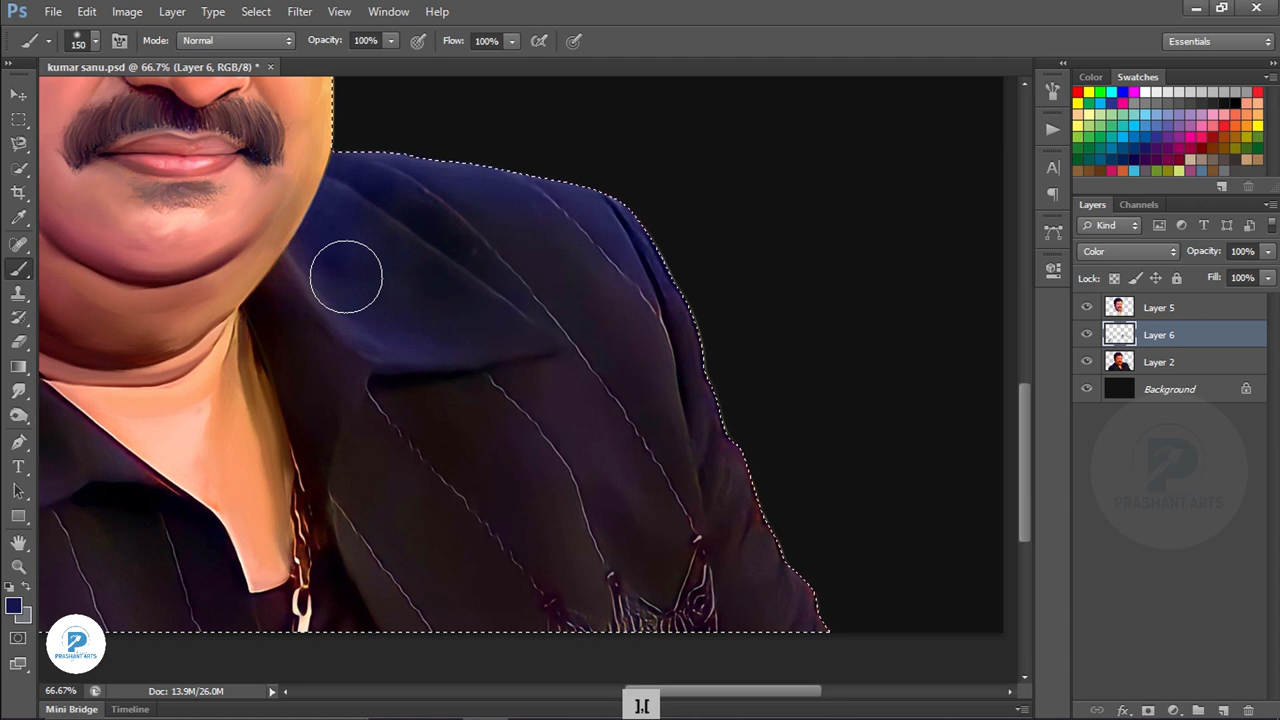 Ps File Edit Image Layer Type Select Filter View Window Help
150 Mode: Normal Opacity: 100% Flow: 100% Essentials
kumar sanu.psd @ 66.7% (Layer 6, RGB/8) * ×
Color Swatches
Layers Channels
Kind
Color Opacity: 100%
Lock: Fill: 100%
Layer 5
Layer 6
Layer 2
Background
PRASHANT ARTS
PRASHANT ARTS
66.67% Doc: 13.9M/26.0M
],[
Mini Bridge Timeline